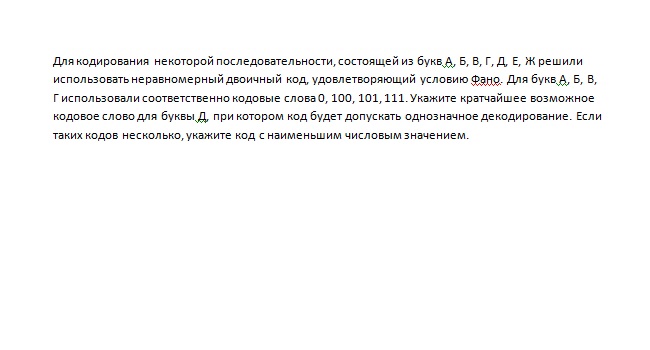 Для кодирования некоторой последовательности, состоящей из букв А, Б, В, Г, Д, Е, Ж решили
использовать неравномерный двоичный код, удовлетворяющий условию Фано. Для букв А, Б, В,
Г использовали соответственно кодовые слова 0, 100, 101, 111. Укажите кратчайшее возможное
кодовое слово для буквы Д, при котором код будет допускать однозначное декодирование. Если
таких кодов несколько, укажите код с наименьшим числовым значением.